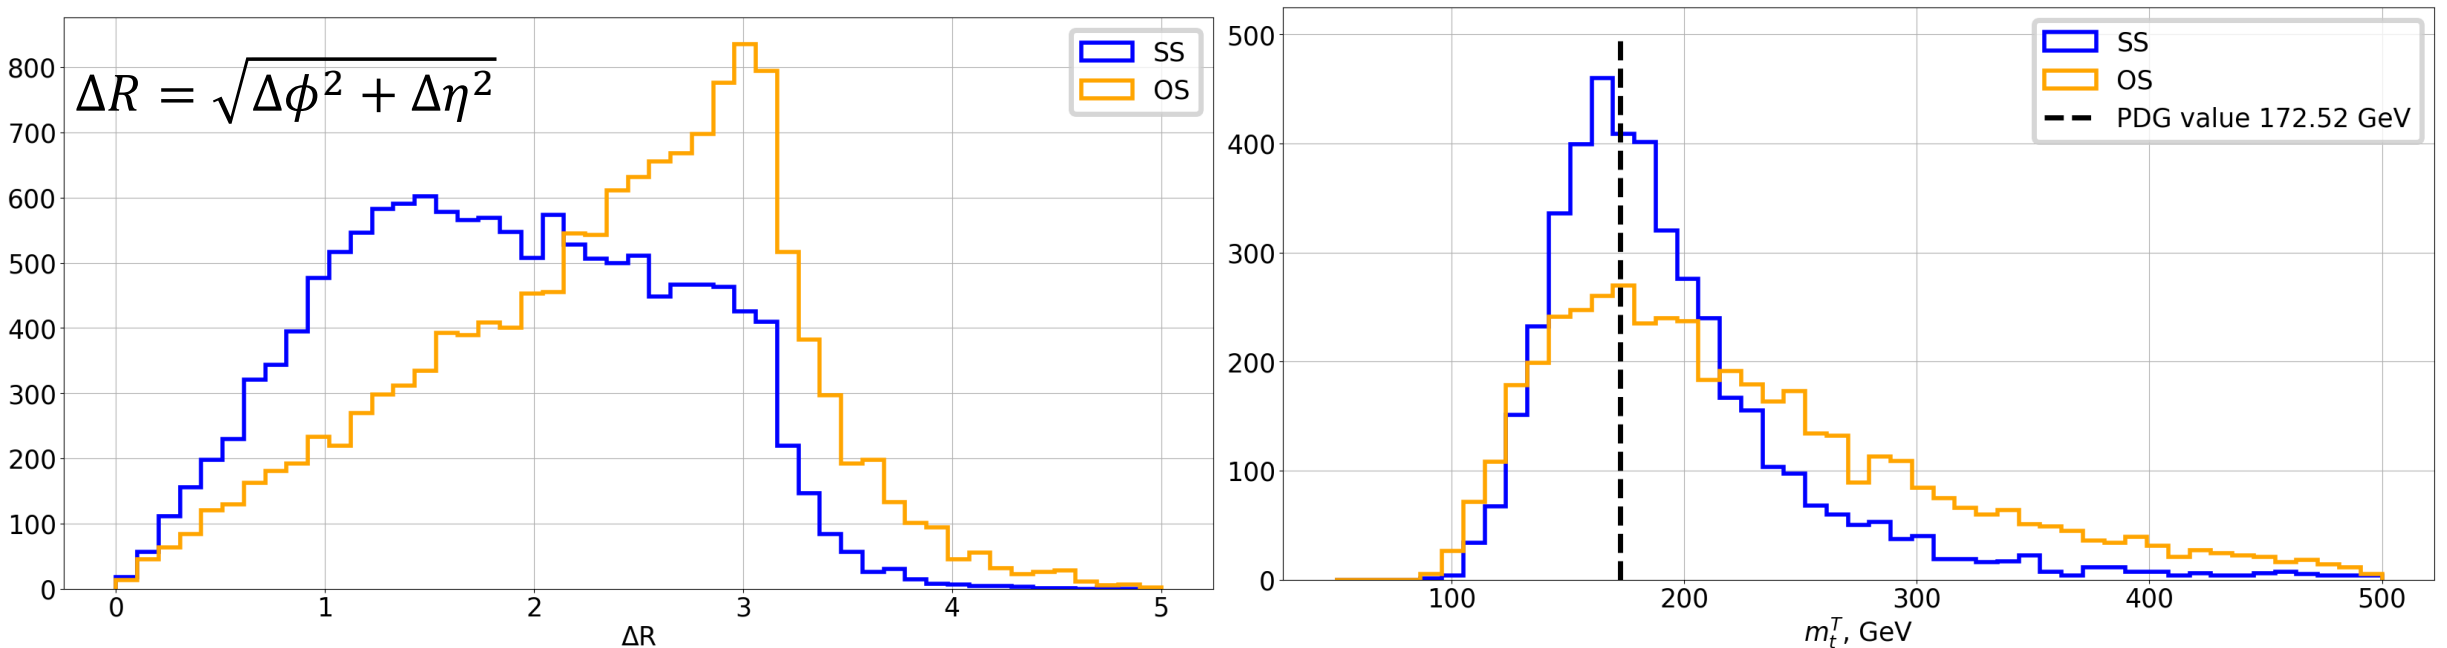 ΔR = √Δϕ² + Δη²
SS
OS
800
700
600
500
400
300
200
100
0
0 1 2 3 4 5
ΔR
SS
OS
PDG value 172.52 GeV
500
400
300
200
100
0
100 200 300 400 500
m_t^T, GeV